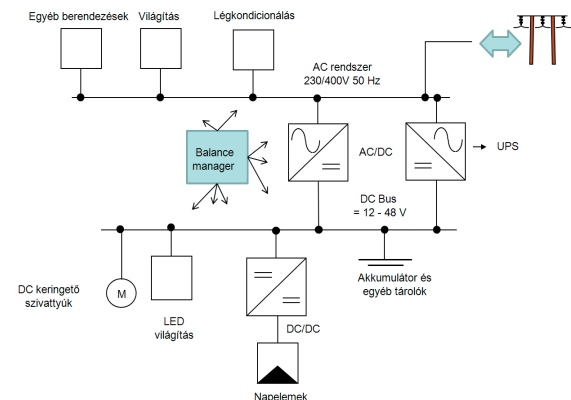 Egyéb berendezések
Világítás
Légkondicionálás
AC rendszer
230/400V 50 Hz
Balance
manager
AC/DC
UPS
DC Bus
= 12 - 48 V
DC keringető
szivattyúk
M
LED
világítás
Akkumulátor és
egyéb tárolók
DC/DC
Napelemek